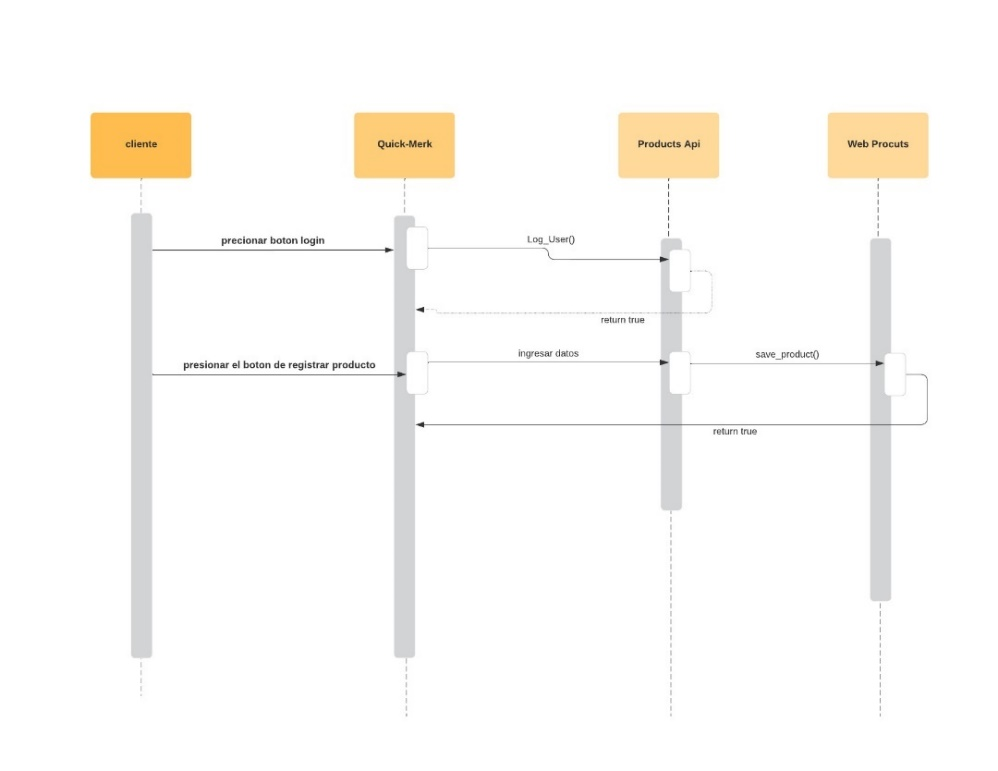 cliente
Quick-Merk
Products Api
Web Procuts
precionar boton login
Log_User()
return true
presionar el boton de registrar producto
ingresar datos
save_product()
return true